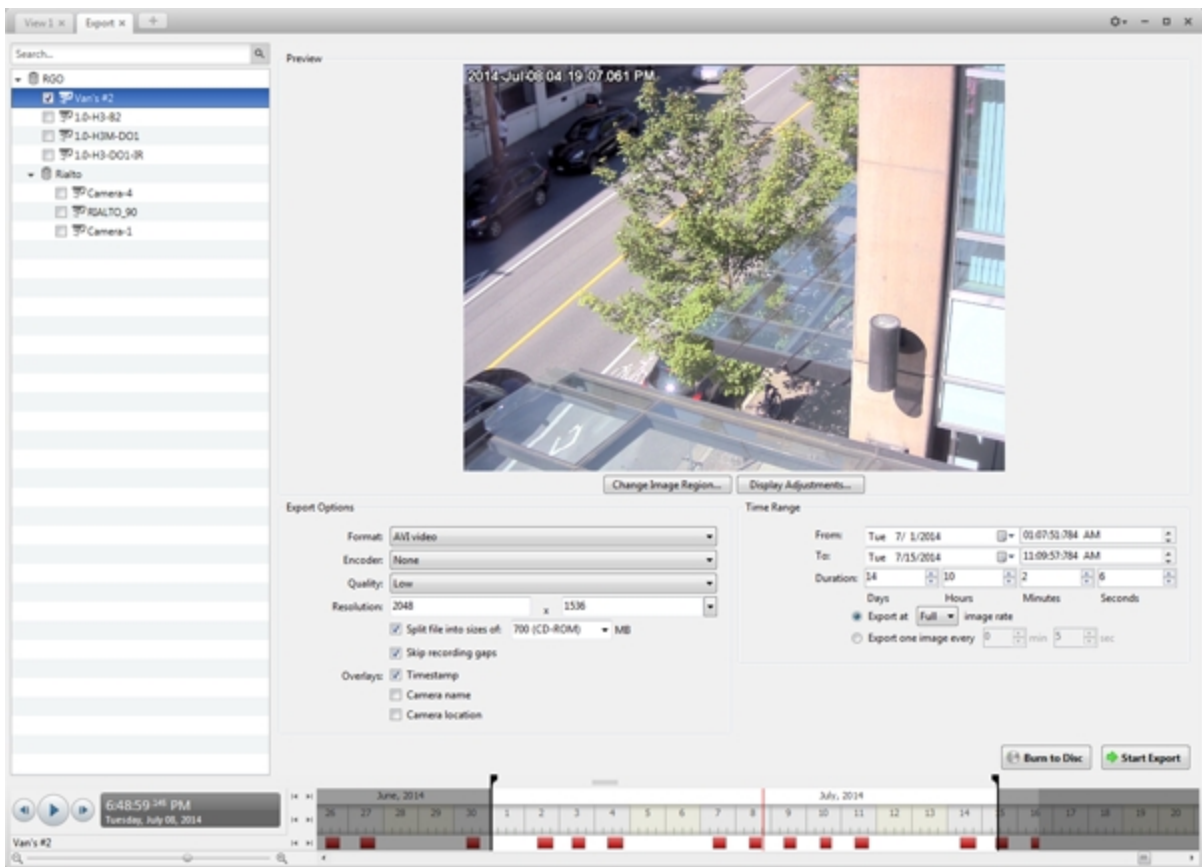 View 1 ×
Export ×
+
Search...
Preview
RGO
Van's #2
1.0-H3-B2
1.0-H3M-DO1
1.0-H3-DO1-IR
Rialto
Camera-4
RIALTO_90
Camera-1
2014-Jul-08 04:19:07.061 PM
Change Image Region...
Display Adjustments...
Export Options
Format: AVI video
Encoder: None
Quality: Low
Resolution: 2048 x 1536
Split file into sizes of: 700 (CD-ROM) MB
Skip recording gaps
Overlays: Timestamp
Camera name
Camera location
Time Range
From: Tue 7/ 1/2014 01:07:51:784 AM
To: Tue 7/15/2014 11:09:57:784 AM
Duration: 14 10 2 6
Days Hours Minutes Seconds
Export at Full image rate
Export one image every 0 min 5 sec
Burn to Disc
Start Export
6:48:59 PM
Tuesday, July 08, 2014
June, 2014
July, 2014
26 27 28 29 30 1 2 3 4 5 6 7 8 9 10 11 12 13 14 15 16 17 18 19 20
Van's #2